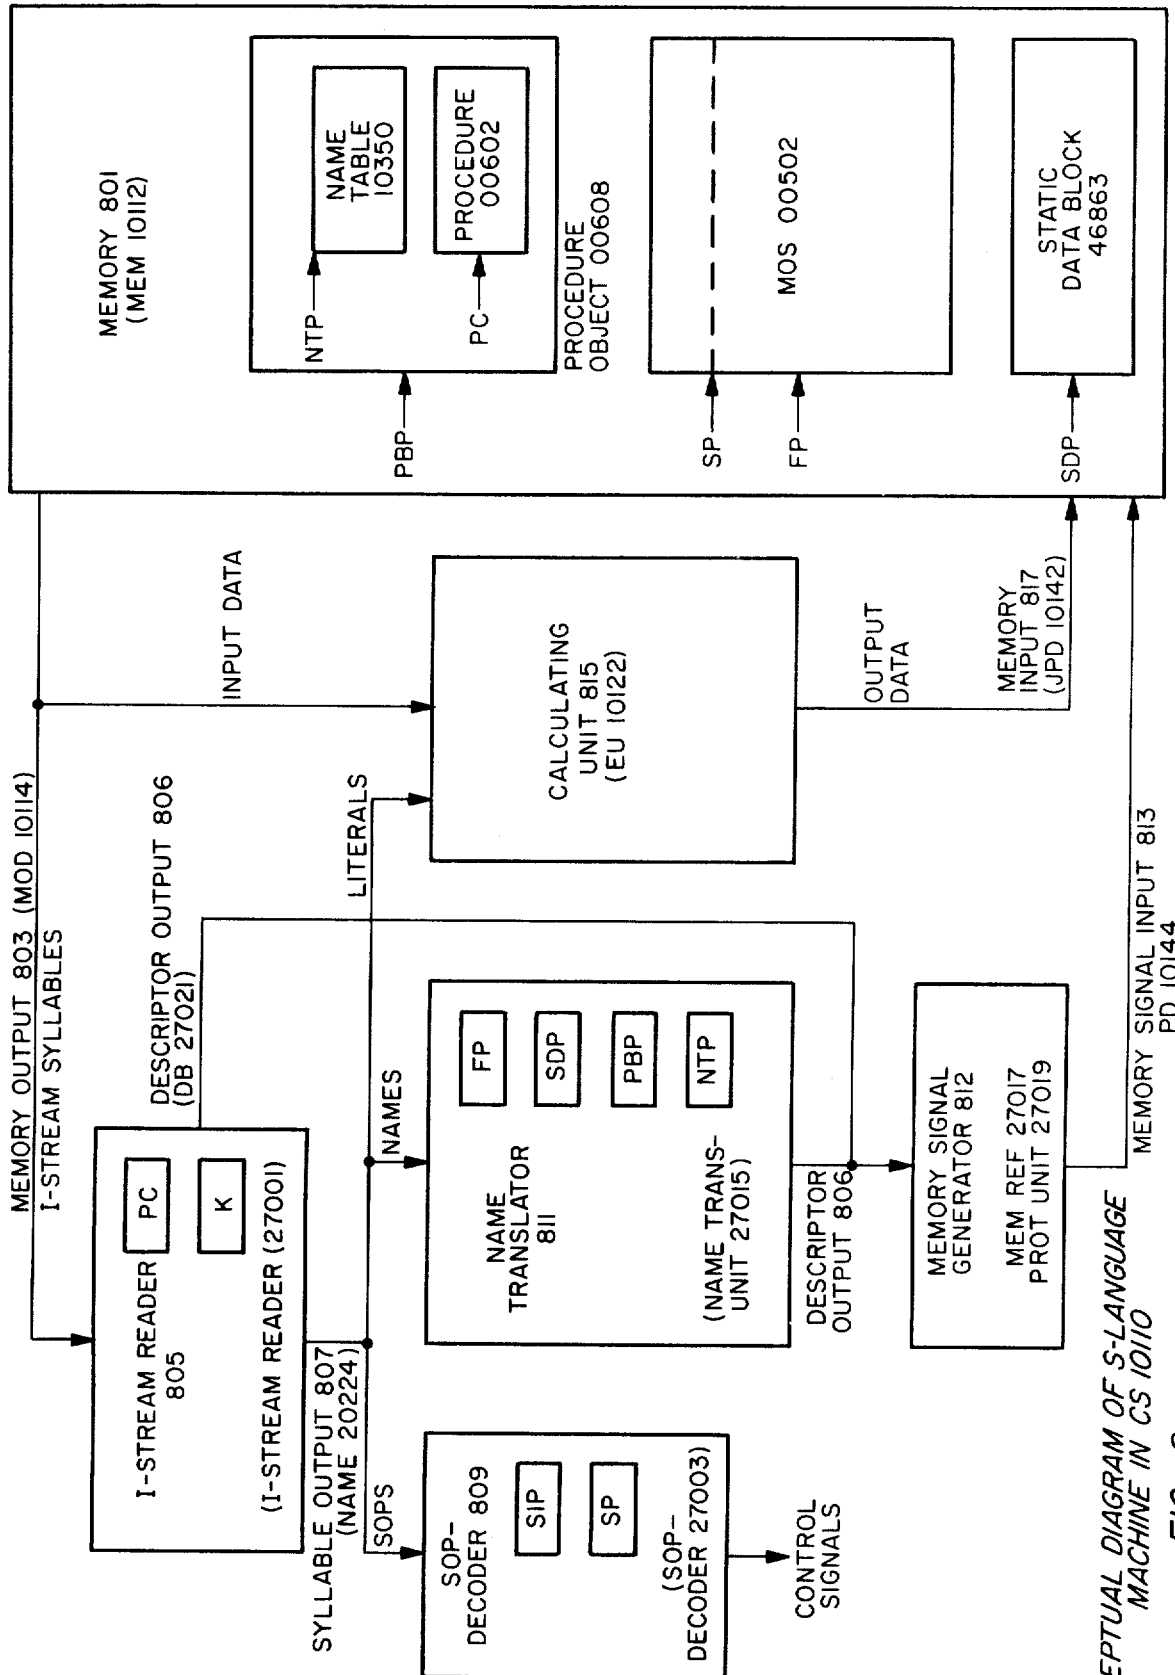 MEMORY OUTPUT 803 (MOD 10114)
I-STREAM SYLLABLES
DESCRIPTOR OUTPUT 806
(DB 27021)
I-STREAM READER
805
PC
K
(I-STREAM READER (27001)
SYLLABLE OUTPUT 807
(NAME 20224)
SOPS
NAMES
LITERALS
INPUT DATA
SOP-
DECODER 809
SIP
SP
(SOP-
DECODER 27003)
CONTROL
SIGNALS
NAME
TRANSLATOR
811
FP
SDP
PBP
NTP
(NAME TRANS-
UNIT 27015)
DESCRIPTOR
OUTPUT 806
CALCULATING
UNIT 815
(EU 10122)
OUTPUT
DATA
MEMORY SIGNAL
GENERATOR 812
MEM REF 27017
PROT UNIT 27019
MEMORY
INPUT 817
(JPD 10142)
MEMORY SIGNAL INPUT 813
PD 10144
MEMORY 801
(MEM 10112)
NTP
NAME
TABLE
10350
PC
PROCEDURE
00602
PBP
PROCEDURE
OBJECT 00608
SP
FP
MOS 00502
SDP
STATIC
DATA BLOCK
46863
EPTUAL DIAGRAM OF S-LANGUAGE
MACHINE IN CS 10110